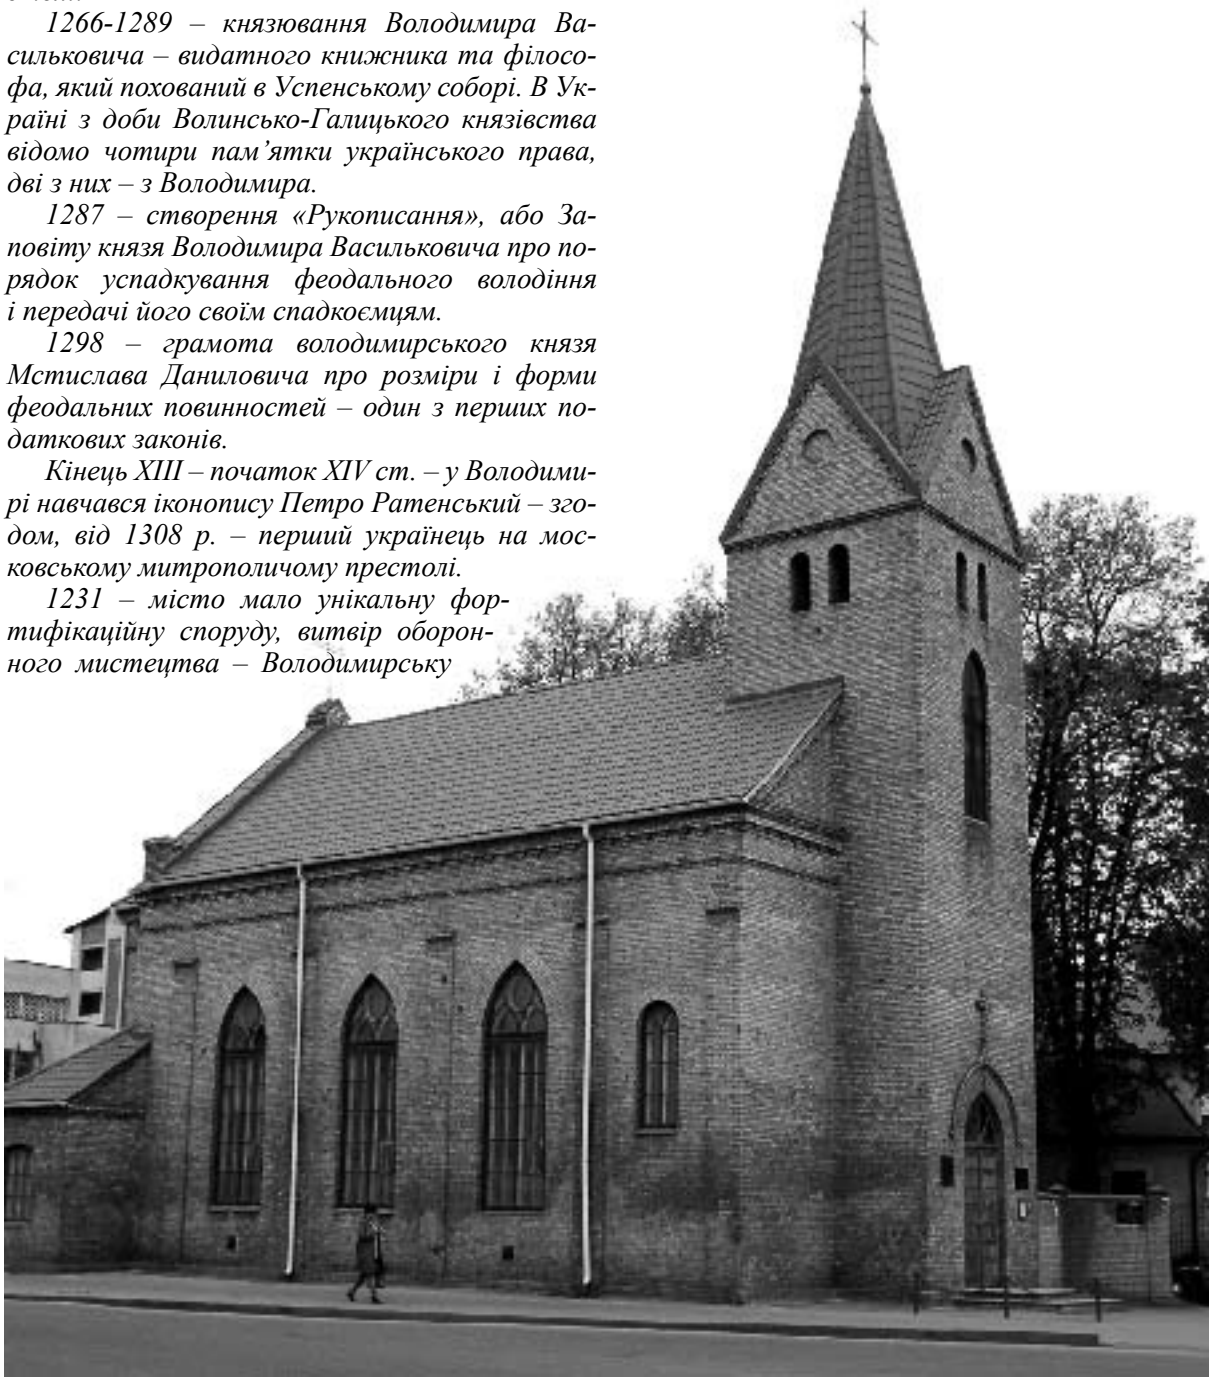 1266-1289 – князювання Володимира Ва-
сильковича – видатного книжника та філосо-
фа, який похований в Успенському соборі. В Ук-
раїні з доби Волинсько-Галицького князівства
відомо чотири пам’ятки українського права,
дві з них – з Володимира.
1287 – створення «Рукописання», або За-
повіту князя Володимира Васильковича про по-
рядок успадкування феодального володіння
і передачі його своїм спадкоємцям.
1298 – грамота володимирського князя
Мстислава Даниловича про розміри і форми
феодальних повинностей – один з перших по-
даткових законів.
Кінець XIII – початок XIV ст. – у Володими-
рі навчався іконопису Петро Ратенський – зго-
дом, від 1308 р. – перший українець на мос-
ковському митрополичому престолі.
1231 – місто мало унікальну фор-
тифікаційну споруду, витвір оборон-
ного мистецтва – Володимирську